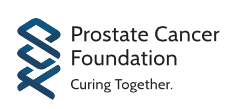 Prostate Cancer
Foundation
Curing Together.